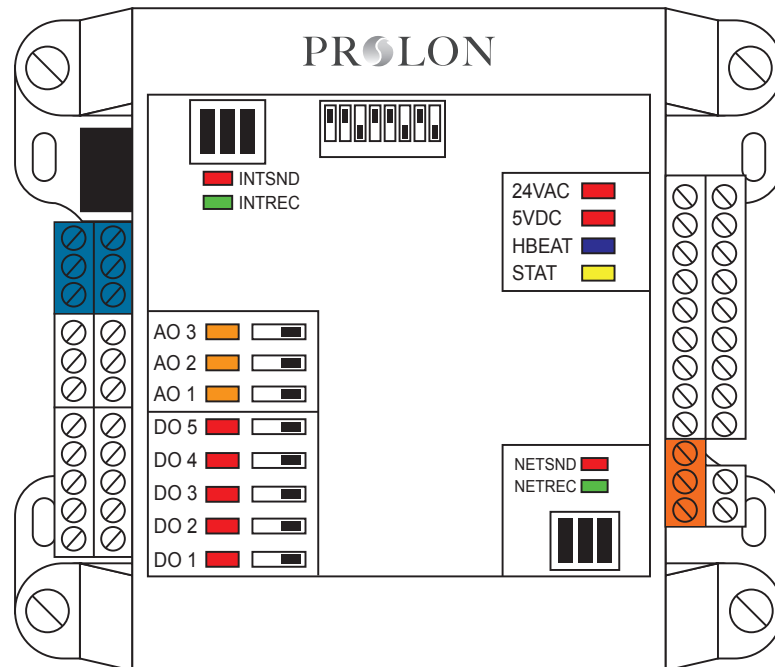 PROLON
INTSND
INTREC
24VAC
5VDC
HBEAT
STAT
AO 3
AO 2
AO 1
DO 5
DO 4
DO 3
DO 2
DO 1
NETSND
NETREC